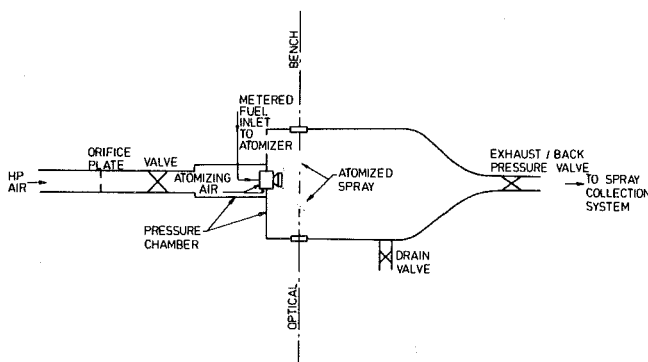 BENCH
METERED
FUEL
INLET
TO
ATOMIZER
ORIFICE
PLATE
VALVE
HP
AIR
ATOMIZING
AIR
ATOMIZED
SPRAY
EXHAUST / BACK
PRESSURE VALVE
TO SPRAY
COLLECTION
SYSTEM
PRESSURE
CHAMBER
DRAIN
VALVE
OPTICAL